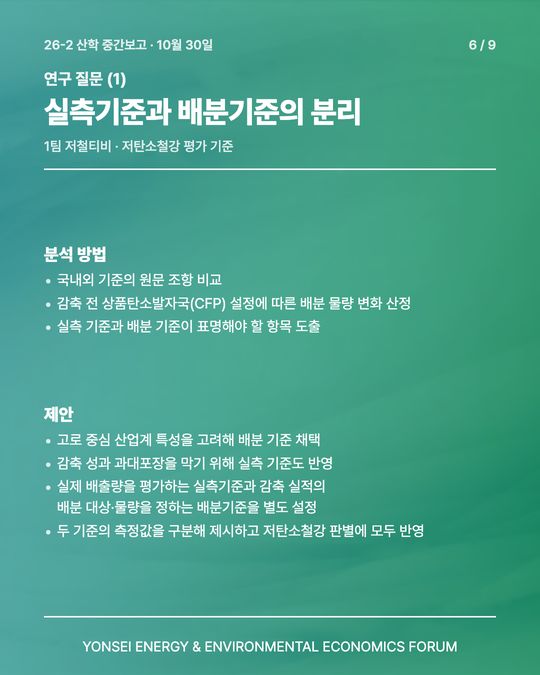 26-2 산학 중간보고 · 10월 30일
6 / 9
연구 질문 (1)
실측기준과 배분기준의 분리
1팀 저철티비 · 저탄소철강 평가 기준
분석 방법
• 국내외 기준의 원문 조항 비교
• 감축 전 상품탄소발자국(CFP) 설정에 따른 배분 물량 변화 산정
• 실측 기준과 배분 기준이 표명해야 할 항목 도출
제안
• 고로 중심 산업계 특성을 고려해 배분 기준 채택
• 감축 성과 과대포장을 막기 위해 실측 기준도 반영
• 실제 배출량을 평가하는 실측기준과 감축 실적의
배분 대상·물량을 정하는 배분기준을 별도 설정
• 두 기준의 측정값을 구분해 제시하고 저탄소철강 판별에 모두 반영
YONSEI ENERGY & ENVIRONMENTAL ECONOMICS FORUM